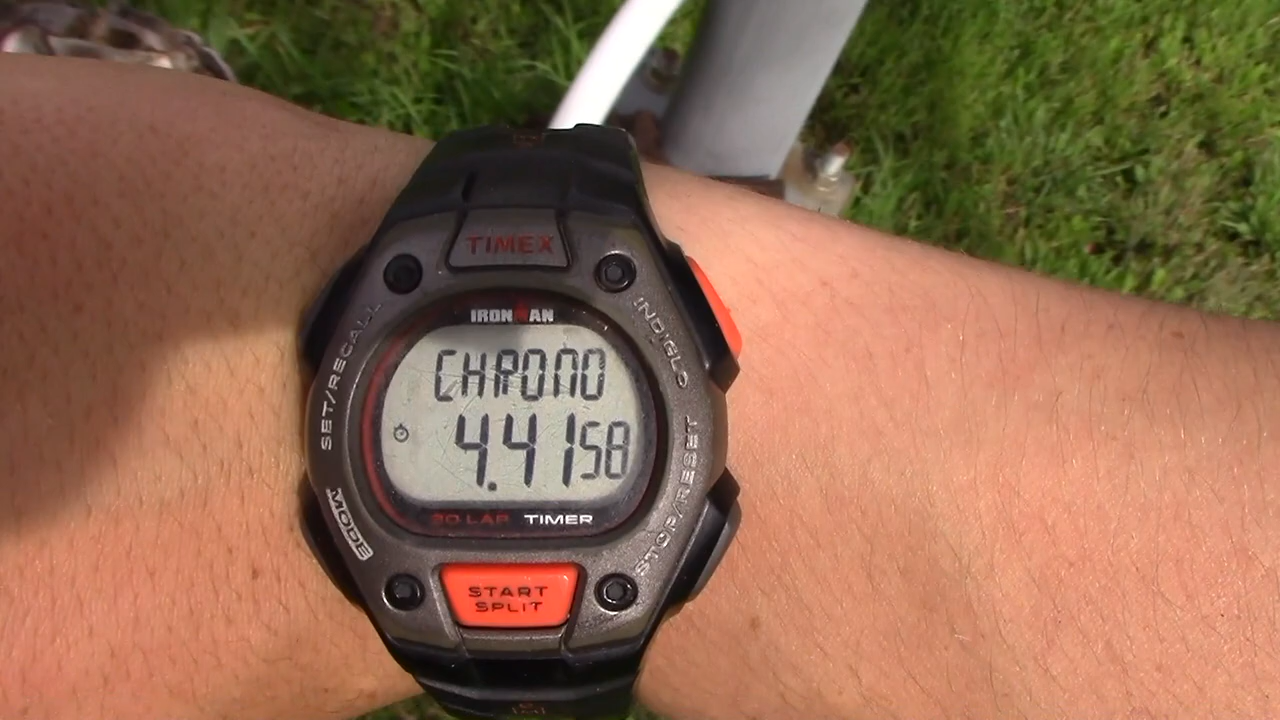 TIMEX
IRONMAN
SET/RECALL
INDIGLO
CHRONO
4.41 58
MODE
STOP/RESET
30 LAP TIMER
START
SPLIT